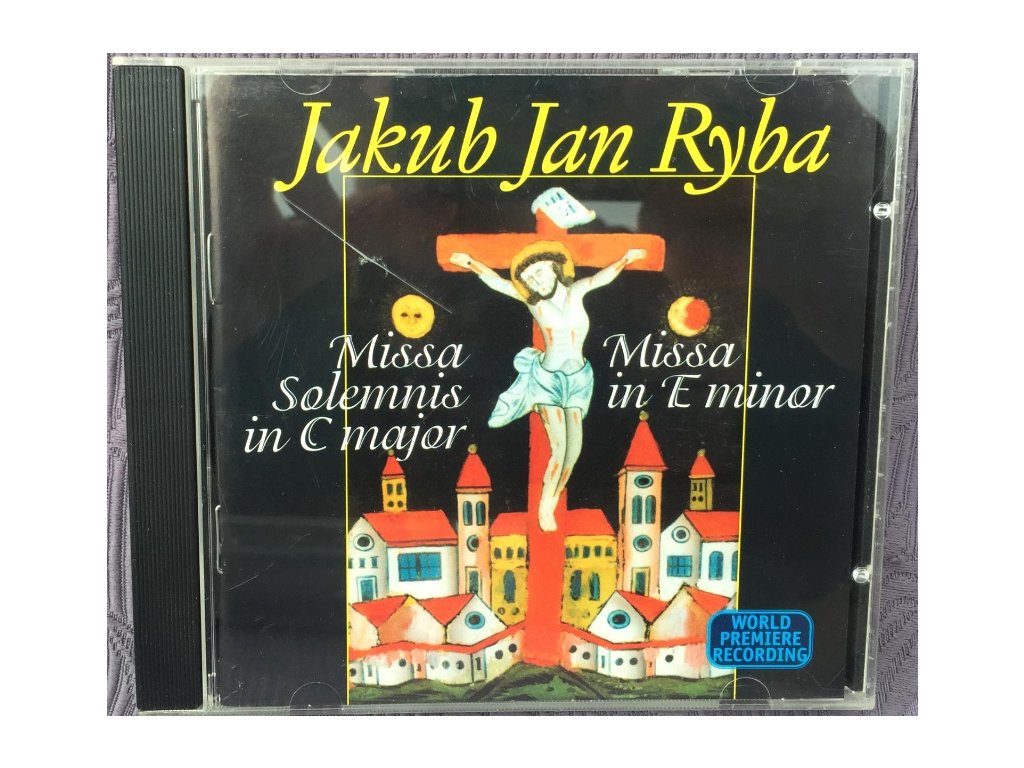 Jakub Jan Ryba
Missa
Solemnis
in C major
Missa
in E minor
WORLD
PREMIERE
RECORDING